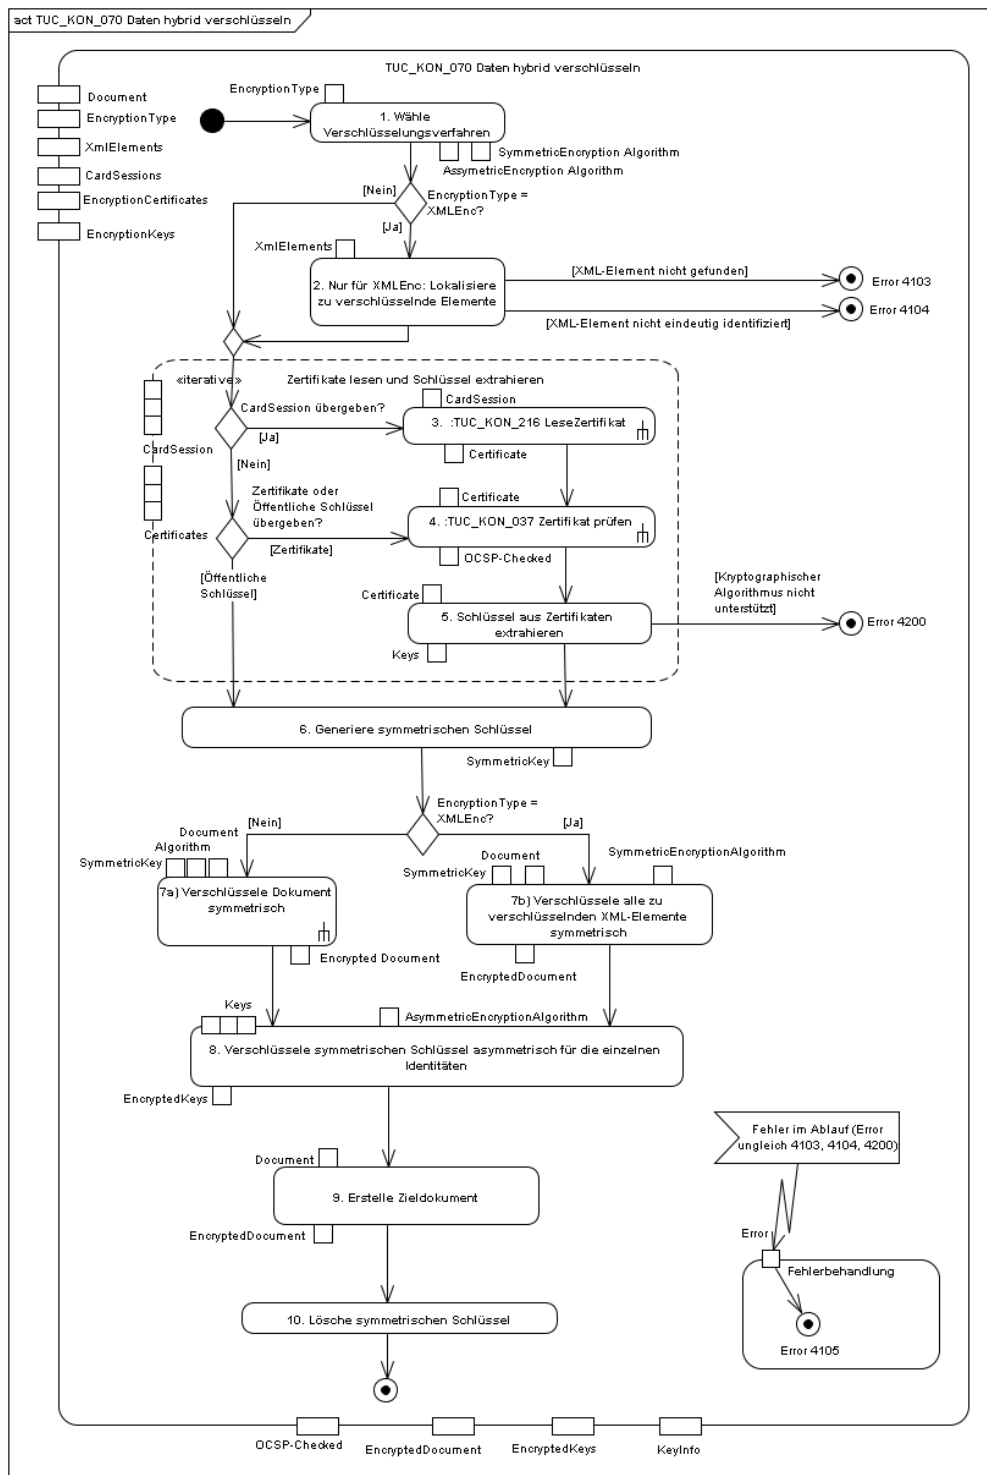 act TUC_KON_070 Daten hybrid verschlüsseln
TUC_KON_070 Daten hybrid verschlüsseln
Document
EncryptionType
XmlElements
CardSessions
EncryptionCertificates
EncryptionKeys
EncryptionType
1. Wähle
Verschlüsselungsverfahren
SymmetricEncryption Algorithm
AssymetricEncryption Algorithm
[Nein]
EncryptionType =
XMLEnc?
[Ja]
XmlElements
2. Nur für XMLEnc: Lokalisiere
zu verschlüsselnde Elemente
[XML-Element nicht gefunden]
Error 4103
[XML-Element nicht eindeutig identifiziert]
Error 4104
«iterative»
Zertifikate lesen und Schlüssel extrahieren
CardSession
CardSession übergeben?
CardSession
3. :TUC_KON_216 LeseZertifikat
[Ja]
Certificate
[Nein]
Certificates
Zertifikate oder
Öffentliche Schlüssel
übergeben?
Certificate
4. :TUC_KON_037 Zertifikat prüfen
[Zertifikate]
OCSP-Checked
[Öffentliche
Schlüssel]
Certificate
5. Schlüssel aus Zertifikaten
extrahieren
Keys
[Kryptographischer
Algorithmus nicht
unterstützt]
Error 4200
6. Generiere symmetrischen Schlüssel
SymmetricKey
EncryptionType =
XMLEnc?
[Nein]
[Ja]
Document
Algorithm
SymmetricKey
7a) Verschlüssele Dokument
symmetrisch
Encrypted Document
Document
SymmetricKey
SymmetricEncryptionAlgorithm
7b) Verschlüssele alle zu
verschlüsselnden XML-Elemente
symmetrisch
EncryptedDocument
Keys
AsymmetricEncryptionAlgorithm
8. Verschlüssele symmetrischen Schlüssel asymmetrisch für die einzelnen
Identitäten
EncryptedKeys
Document
9. Erstelle Zieldokument
EncryptedDocument
10. Lösche symmetrischen Schlüssel
Fehler im Ablauf (Error
ungleich 4103, 4104, 4200)
Error
Fehlerbehandlung
Error 4105
OCSP-Checked
EncryptedDocument
EncryptedKeys
KeyInfo